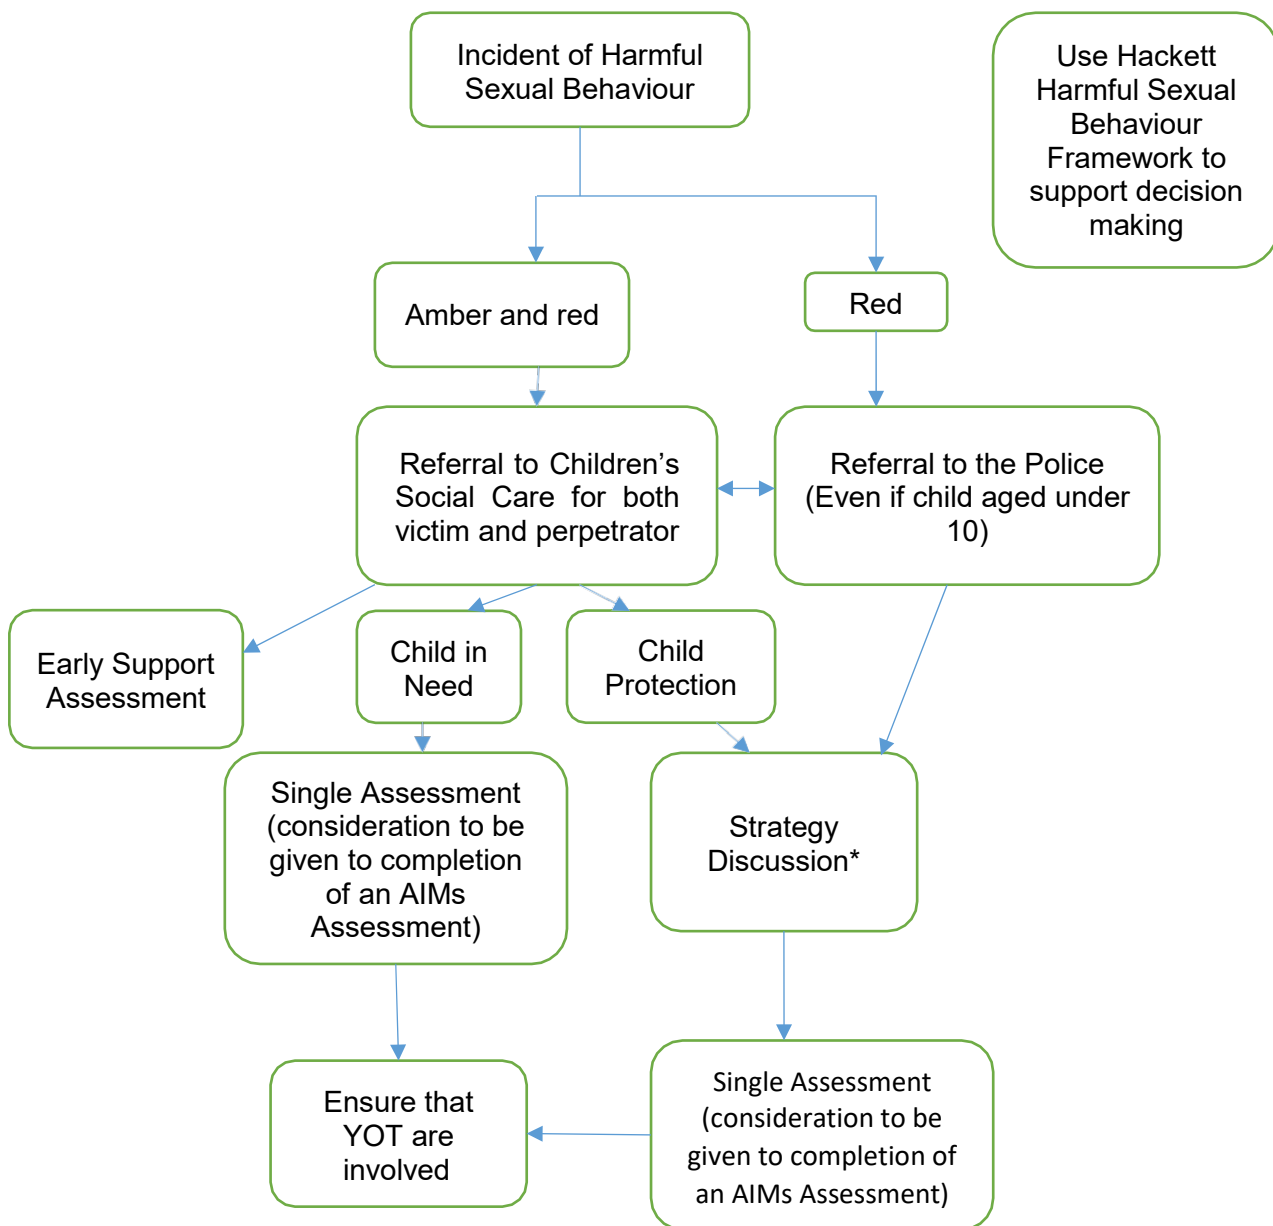 Incident of Harmful
Sexual Behaviour
Use Hackett
Harmful Sexual
Behaviour
Framework to
support decision
making
Amber and red
Red
Referral to Children’s
Social Care for both
victim and perpetrator
Referral to the Police
(Even if child aged under
10)
Early Support
Assessment
Child in
Need
Child
Protection
Single Assessment
(consideration to be
given to completion
of an AIMs
Assessment)
Strategy
Discussion*
Ensure that
YOT are
involved
Single Assessment
(consideration to be
given to completion of
an AIMs Assessment)